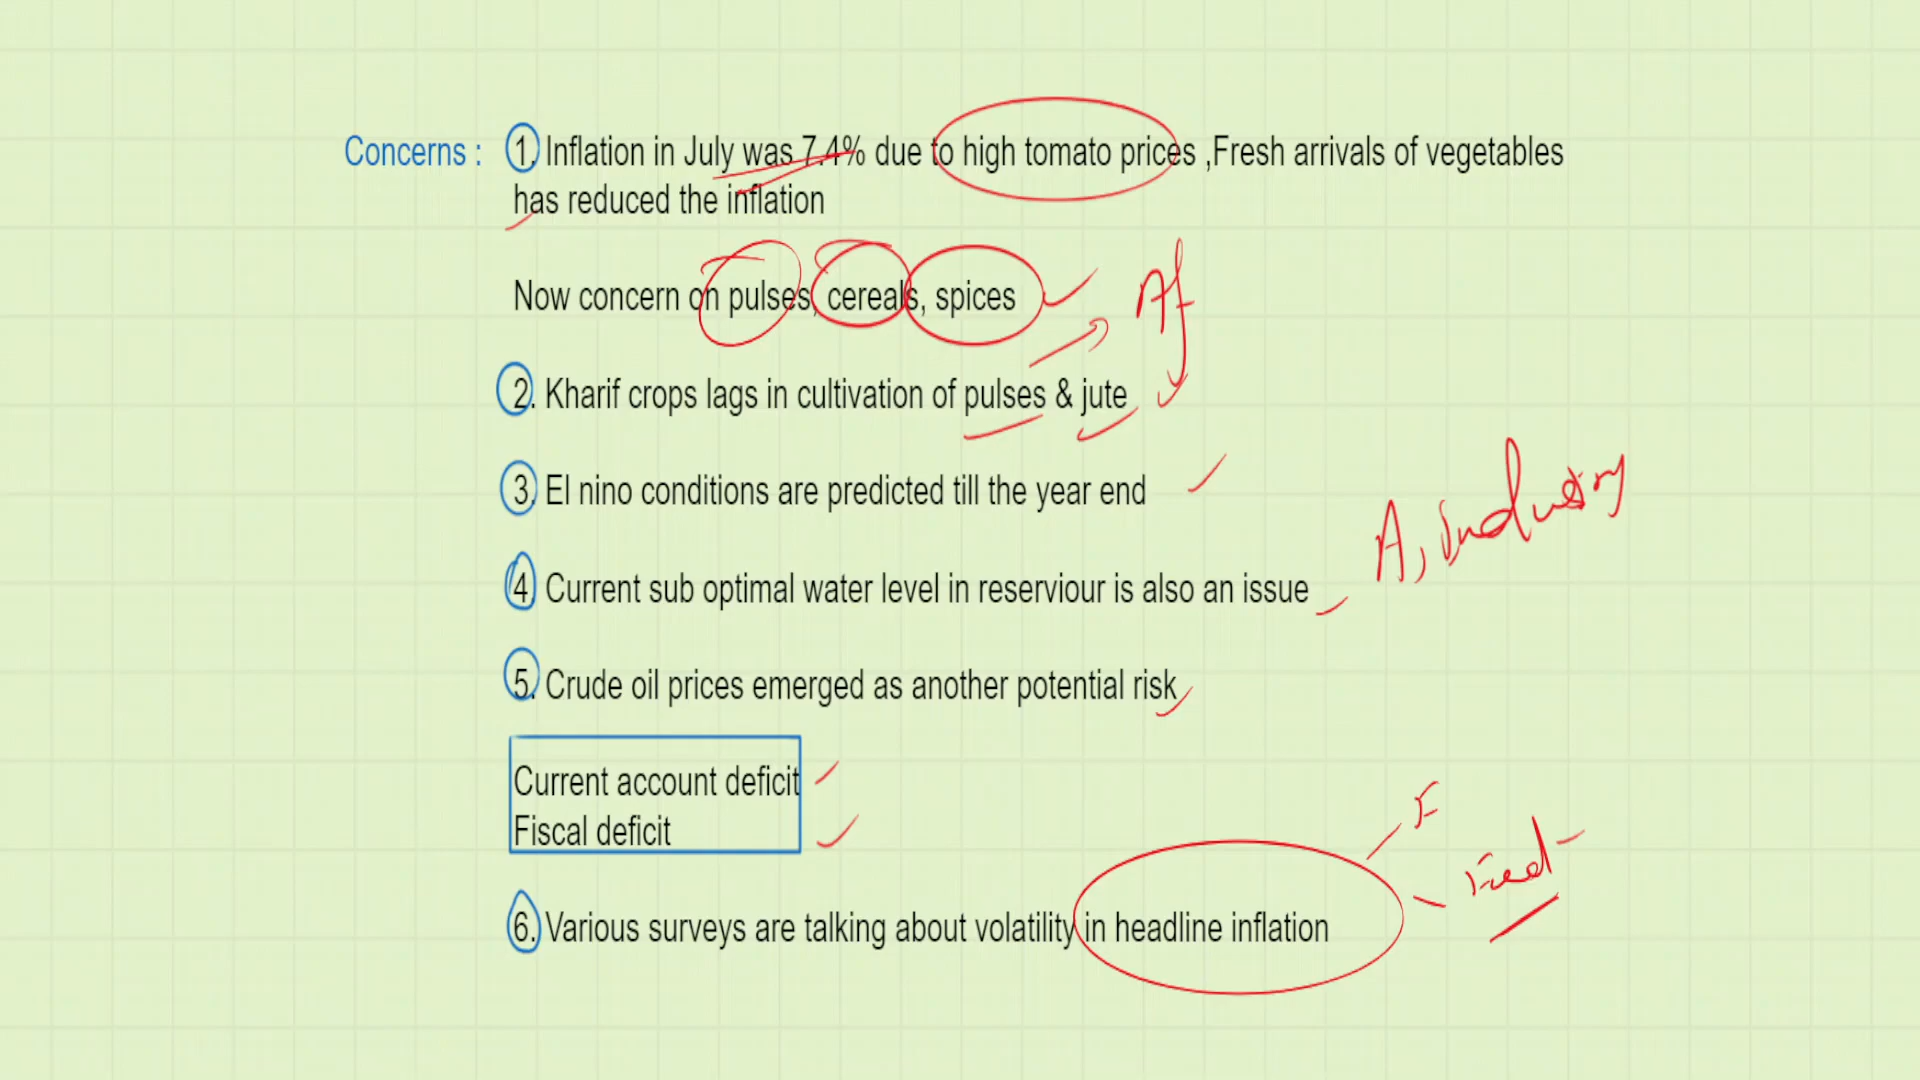 Concerns : 1. Inflation in July was 7.4% due to high tomato prices ,Fresh arrivals of vegetables
has reduced the inflation
Now concern on pulses, cereals, spices
2. Kharif crops lags in cultivation of pulses & jute
3. El nino conditions are predicted till the year end
A, industry
4. Current sub optimal water level in reserviour is also an issue
5. Crude oil prices emerged as another potential risk
Current account deficit
Fiscal deficit
F
6. Various surveys are talking about volatility in headline inflation